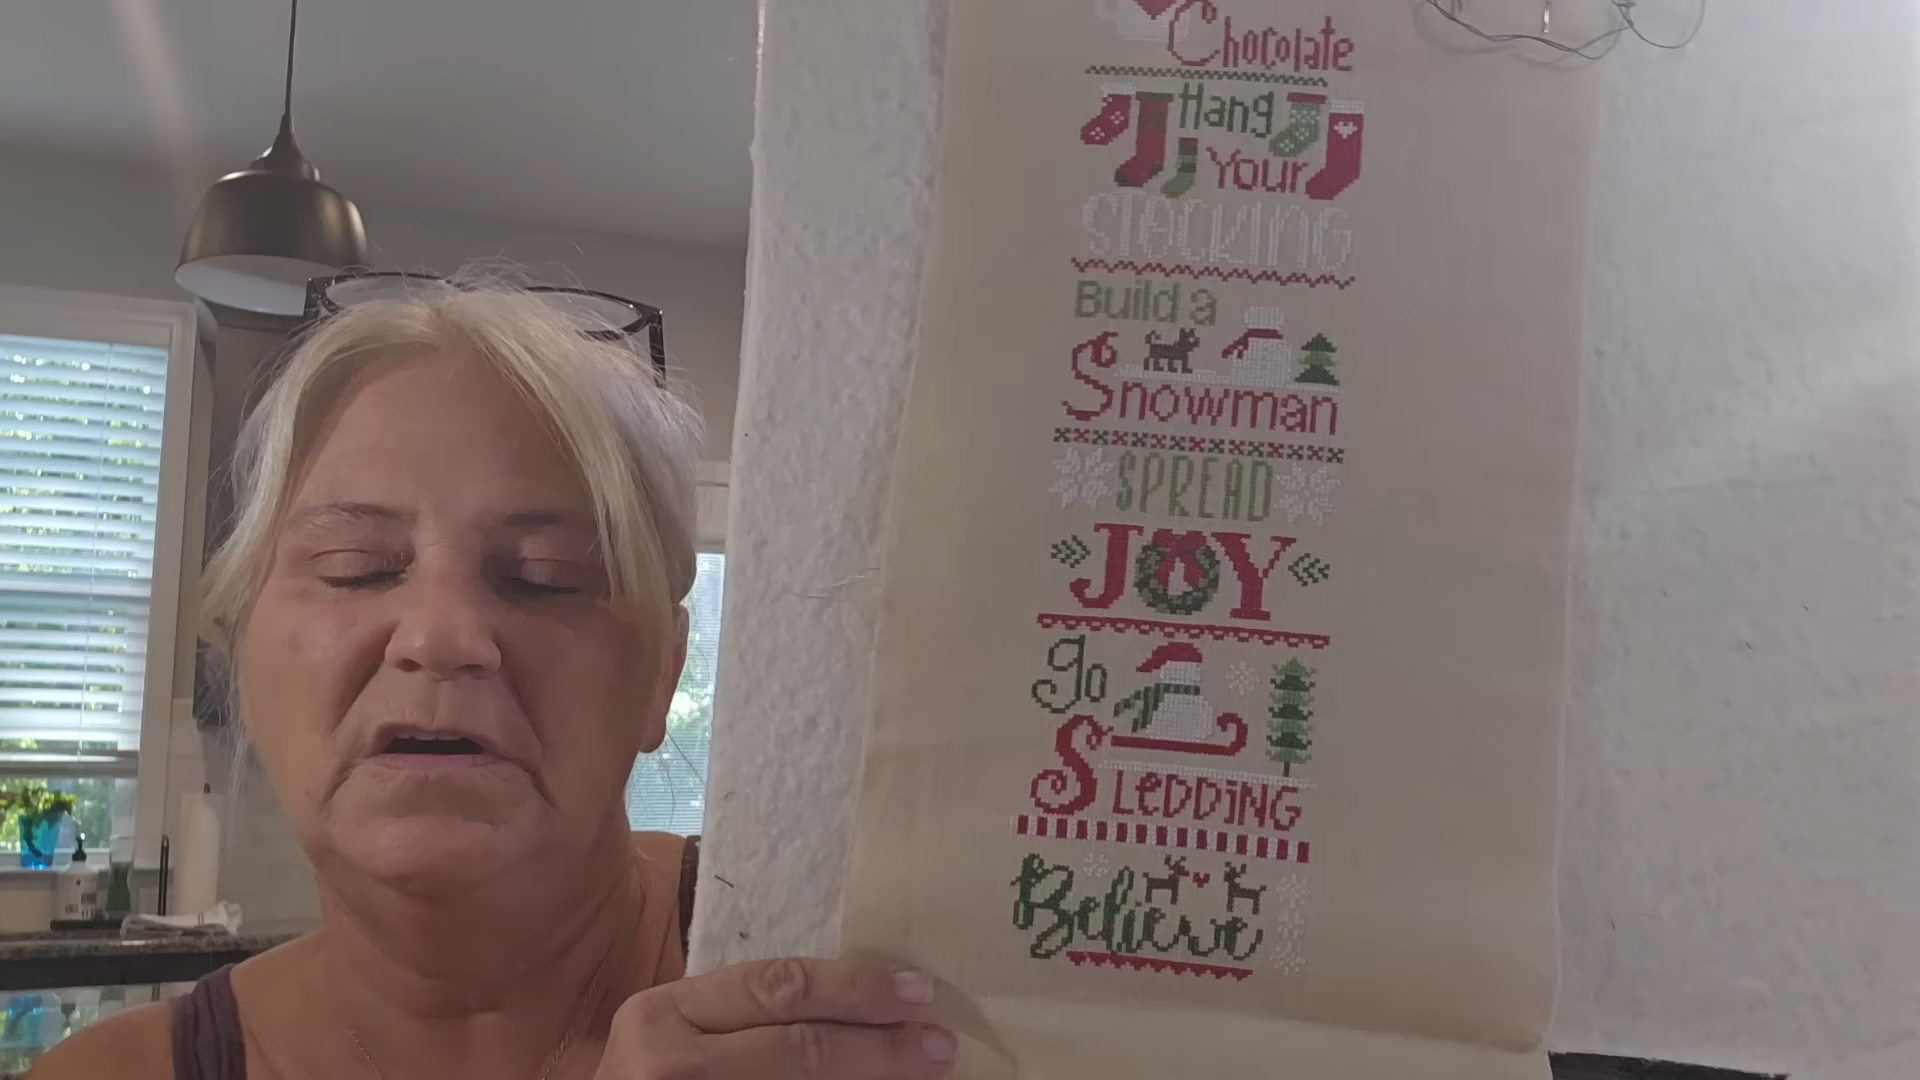 Chocolate
Hang
Your
STOCKING
Build a
Snowman
SPREAD
JOY
go
SLeDDiNG
Believe